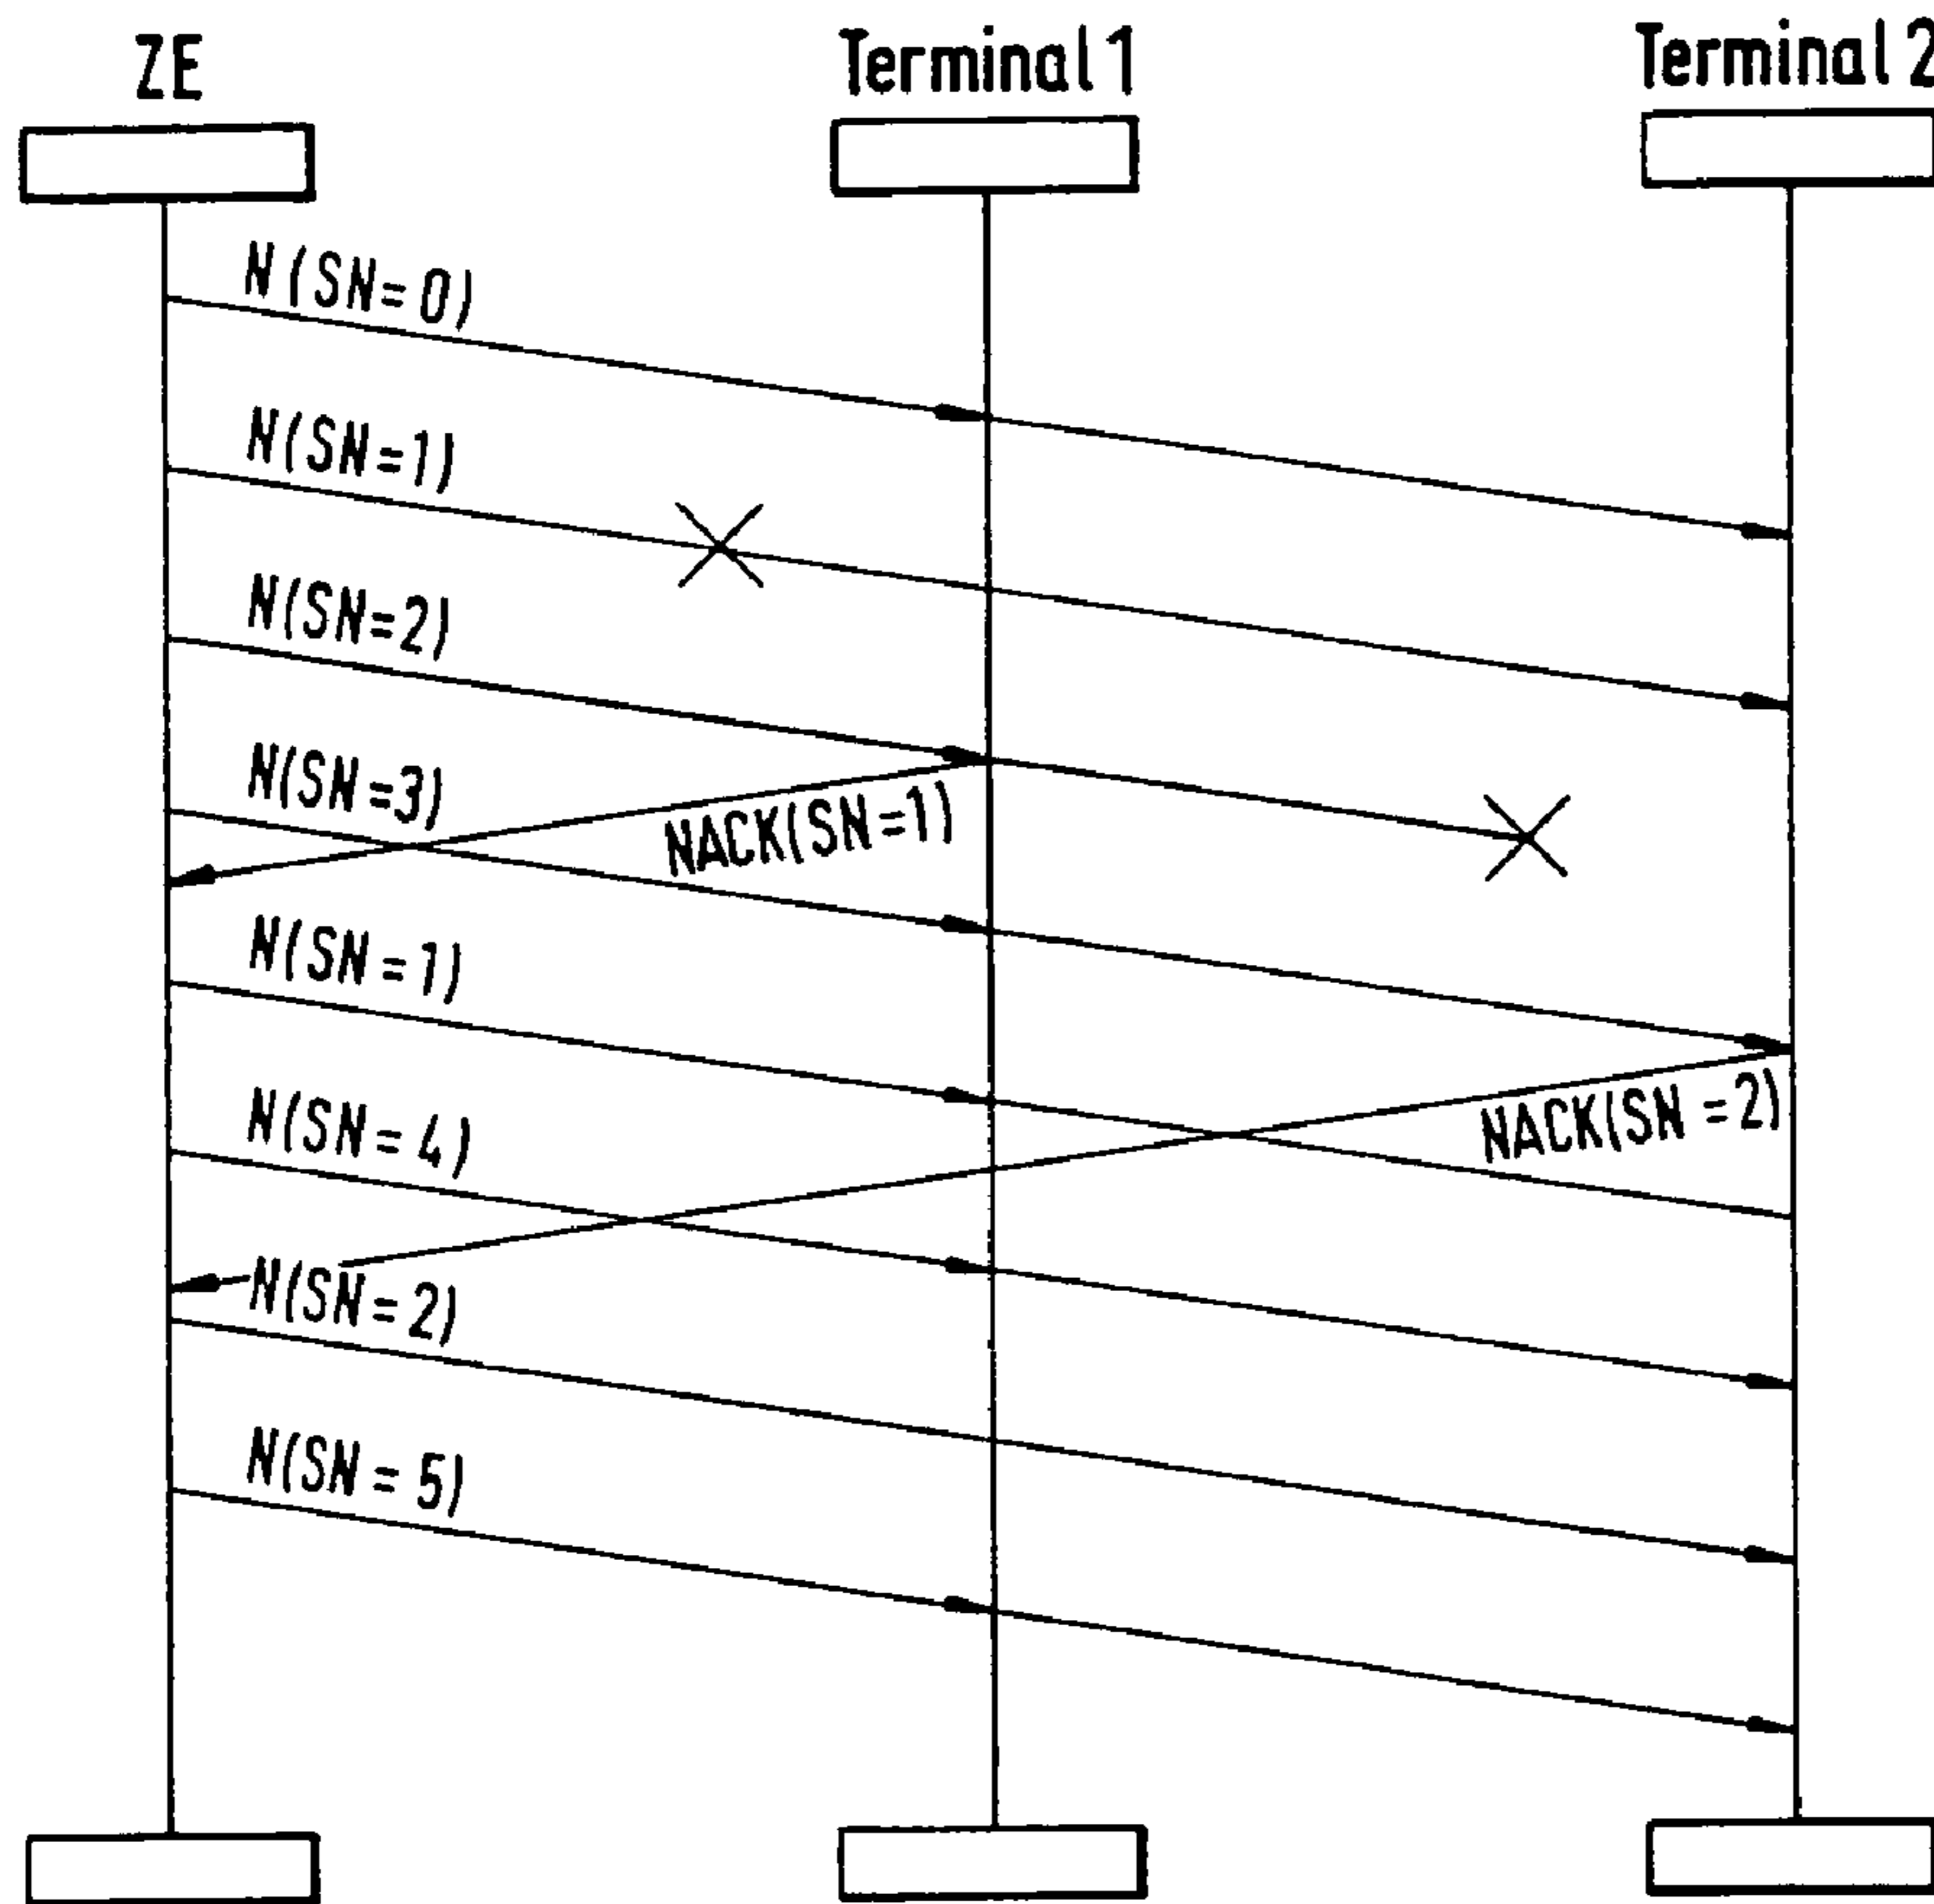 ZE
Terminal 1
Terminal 2
N(SN=0)
N(SN=1)
N(SN=2)
N(SN=3)
NACK(SN=1)
N(SN=1)
NACK(SN=2)
N(SN=4)
N(SN=2)
N(SN=5)